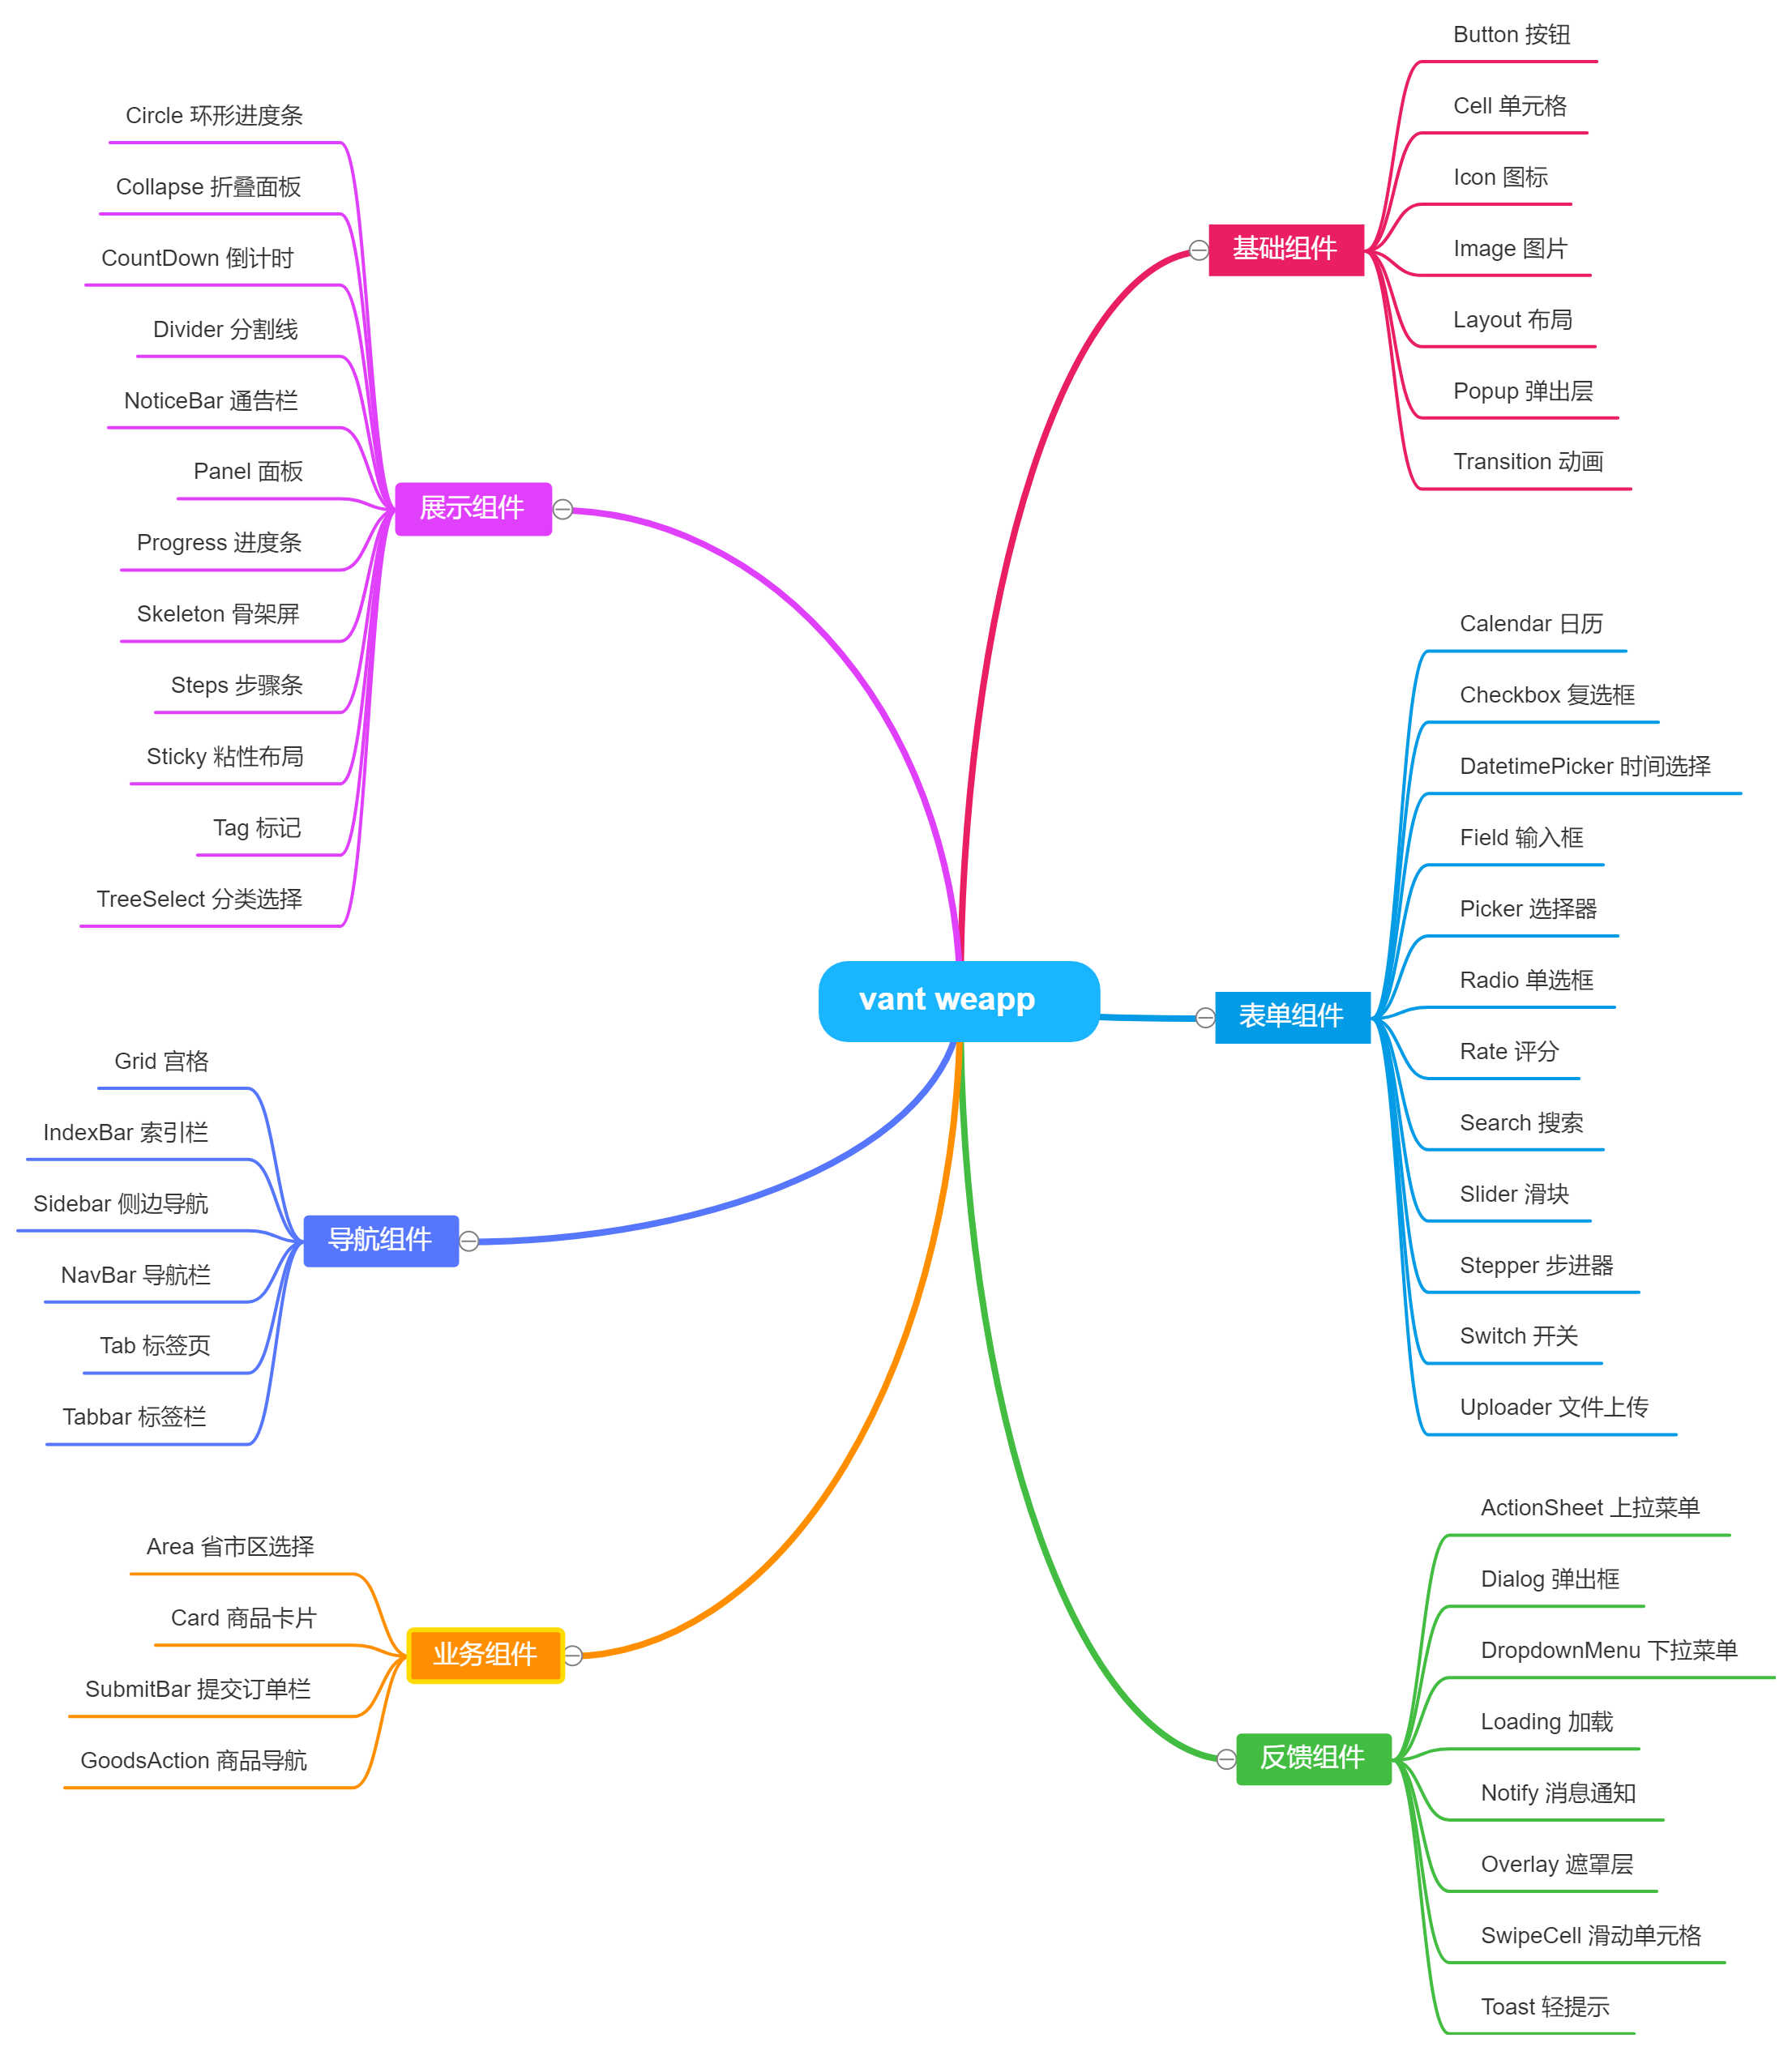 vant weapp
基础组件
Button 按钮
Cell 单元格
Icon 图标
Image 图片
Layout 布局
Popup 弹出层
Transition 动画
表单组件
Calendar 日历
Checkbox 复选框
DatetimePicker 时间选择
Field 输入框
Picker 选择器
Radio 单选框
Rate 评分
Search 搜索
Slider 滑块
Stepper 步进器
Switch 开关
Uploader 文件上传
反馈组件
ActionSheet 上拉菜单
Dialog 弹出框
DropdownMenu 下拉菜单
Loading 加载
Notify 消息通知
Overlay 遮罩层
SwipeCell 滑动单元格
Toast 轻提示
展示组件
Circle 环形进度条
Collapse 折叠面板
CountDown 倒计时
Divider 分割线
NoticeBar 通告栏
Panel 面板
Progress 进度条
Skeleton 骨架屏
Steps 步骤条
Sticky 粘性布局
Tag 标记
TreeSelect 分类选择
导航组件
Grid 宫格
IndexBar 索引栏
Sidebar 侧边导航
NavBar 导航栏
Tab 标签页
Tabbar 标签栏
业务组件
Area 省市区选择
Card 商品卡片
SubmitBar 提交订单栏
GoodsAction 商品导航